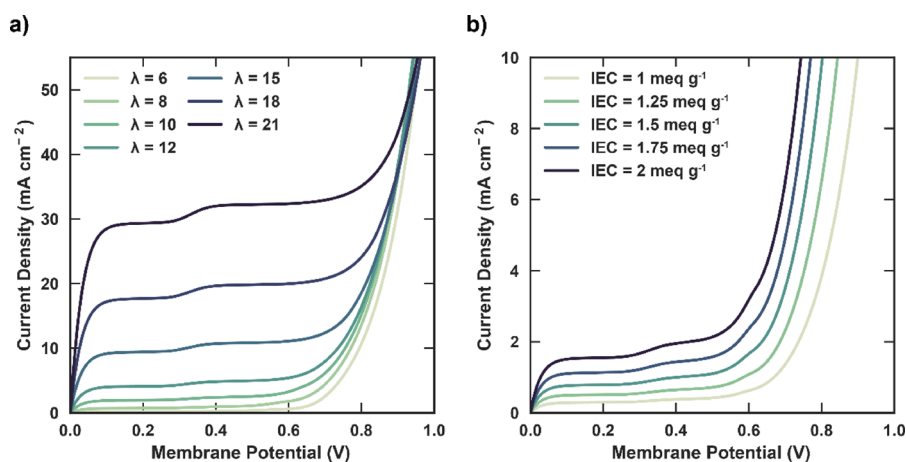 a)
Current Density (mA cm⁻²)
50
40
30
20
10
0
λ = 6
λ = 8
λ = 10
λ = 12
λ = 15
λ = 18
λ = 21
0.0 0.2 0.4 0.6 0.8 1.0
Membrane Potential (V)
b)
Current Density (mA cm⁻²)
10
8
6
4
2
0
IEC = 1 meq g⁻¹
IEC = 1.25 meq g⁻¹
IEC = 1.5 meq g⁻¹
IEC = 1.75 meq g⁻¹
IEC = 2 meq g⁻¹
0.0 0.2 0.4 0.6 0.8 1.0
Membrane Potential (V)